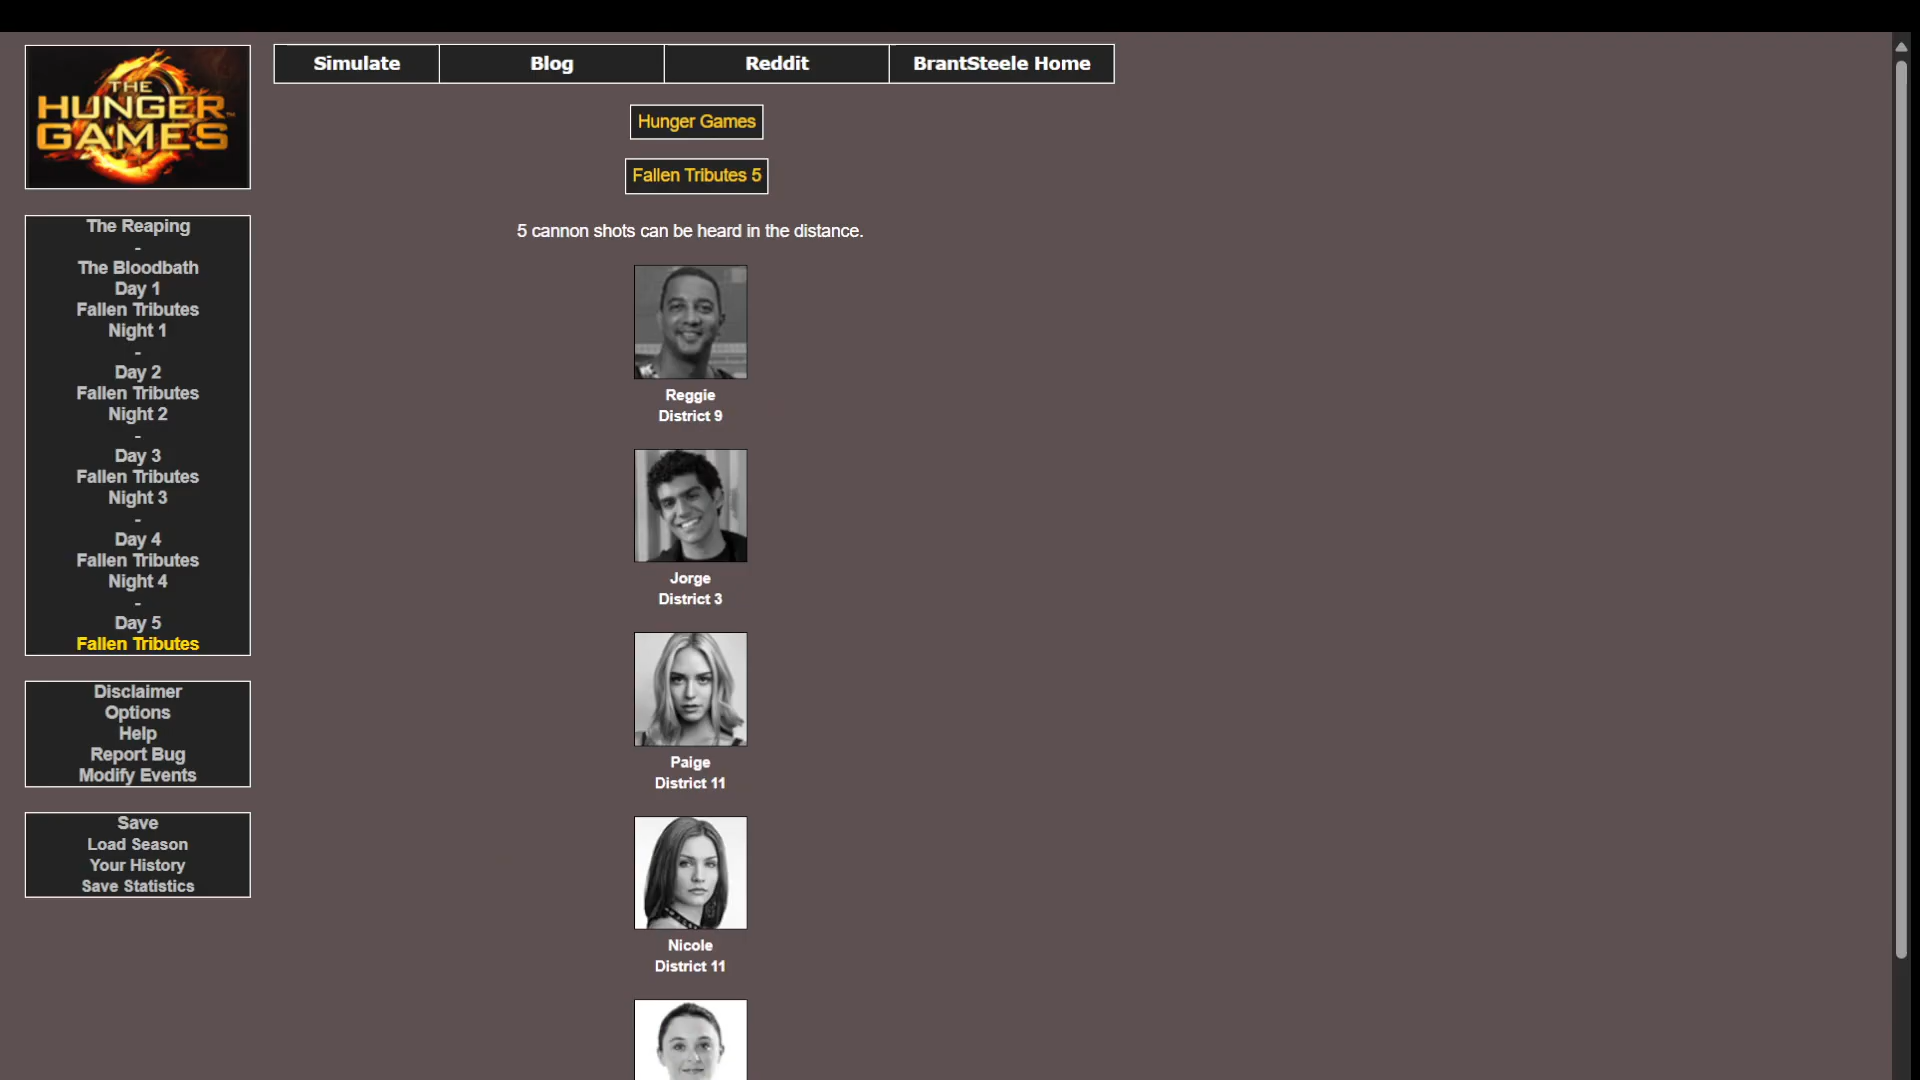 THE
HUNGER
GAMES
Simulate
Blog
Reddit
BrantSteele Home
Hunger Games
Fallen Tributes 5
5 cannon shots can be heard in the distance.
Reggie
District 9
Jorge
District 3
Paige
District 11
Nicole
District 11
The Reaping
-
The Bloodbath
Day 1
Fallen Tributes
Night 1
-
Day 2
Fallen Tributes
Night 2
-
Day 3
Fallen Tributes
Night 3
-
Day 4
Fallen Tributes
Night 4
-
Day 5
Fallen Tributes
Disclaimer
Options
Help
Report Bug
Modify Events
Save
Load Season
Your History
Save Statistics